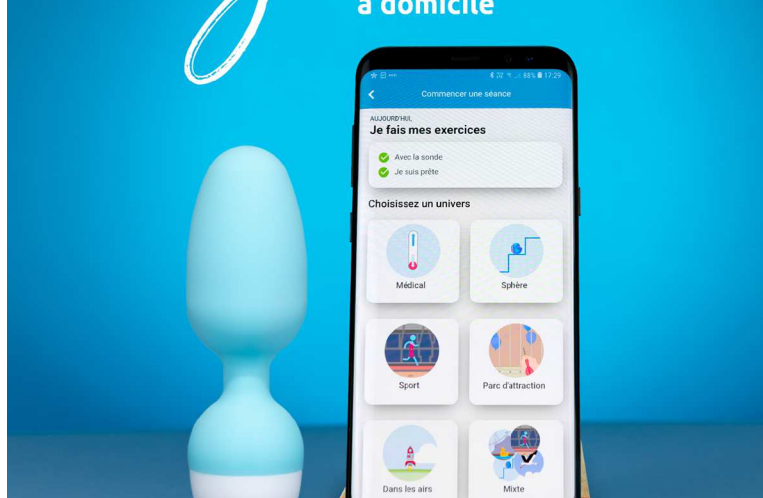 à domicile
88% 17:29
Commencer une séance
AUJOURD'HUI,
Je fais mes exercices
Avec la sonde
Je suis prête
Choisissez un univers
Médical
Sphère
Sport
Parc d'attraction
Dans les airs
Mixte